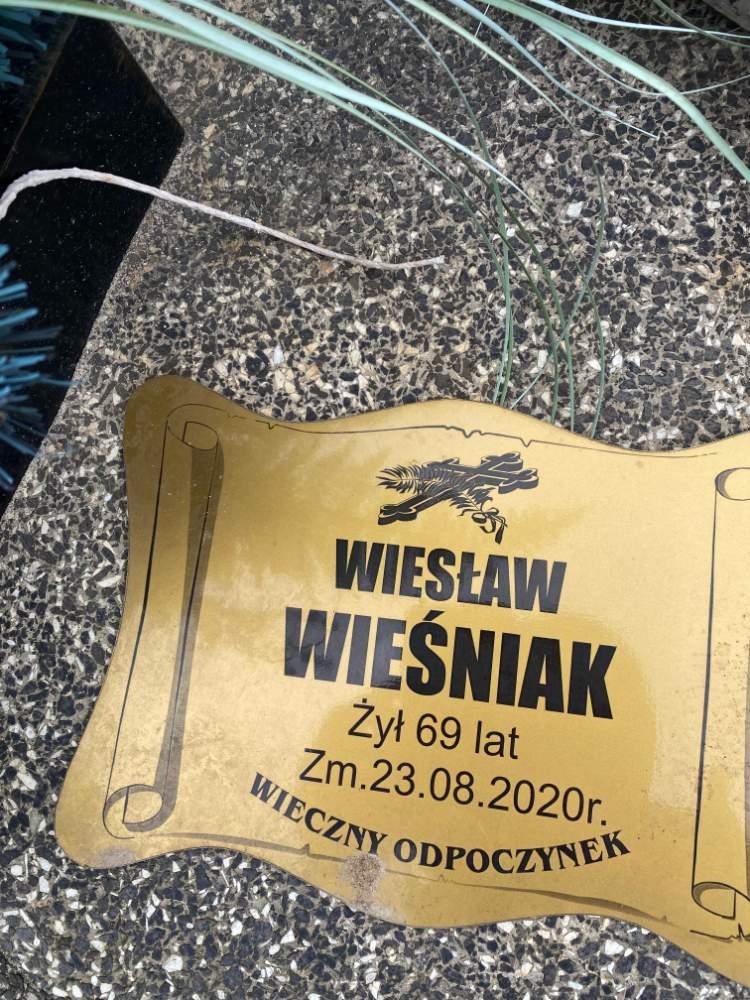 WIESŁAW
WIEŚNIAK
Żył 69 lat
Zm.23.08.2020r.
WIECZNY ODPOCZYNEK